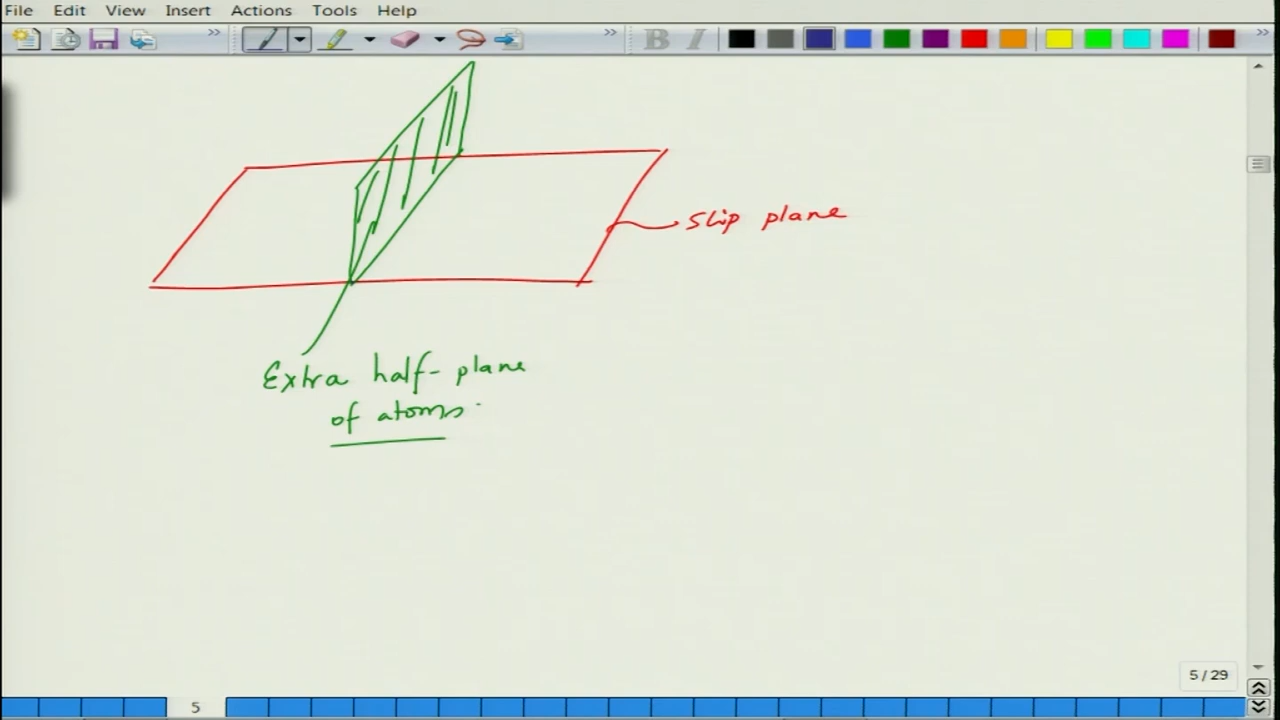 File Edit View Insert Actions Tools Help
B I
slip plane
Extra half-plane
of atoms.
5 / 29
5